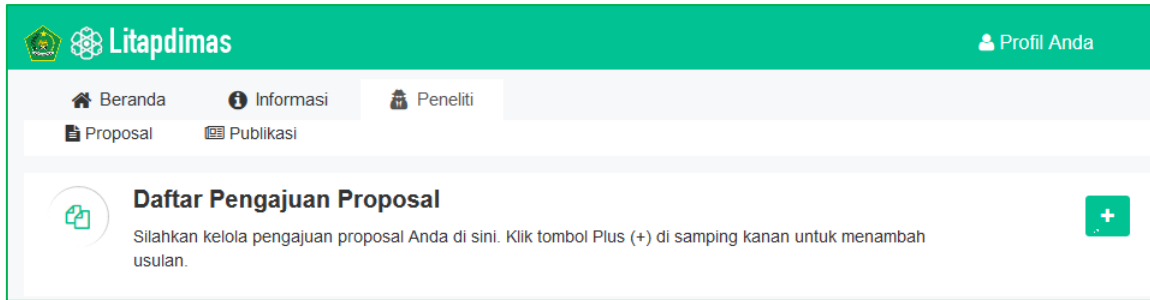 Litapdimas
Profil Anda
Beranda Informasi Peneliti
Proposal Publikasi
Daftar Pengajuan Proposal
Silahkan kelola pengajuan proposal Anda di sini. Klik tombol Plus (+) di samping kanan untuk menambah
usulan.